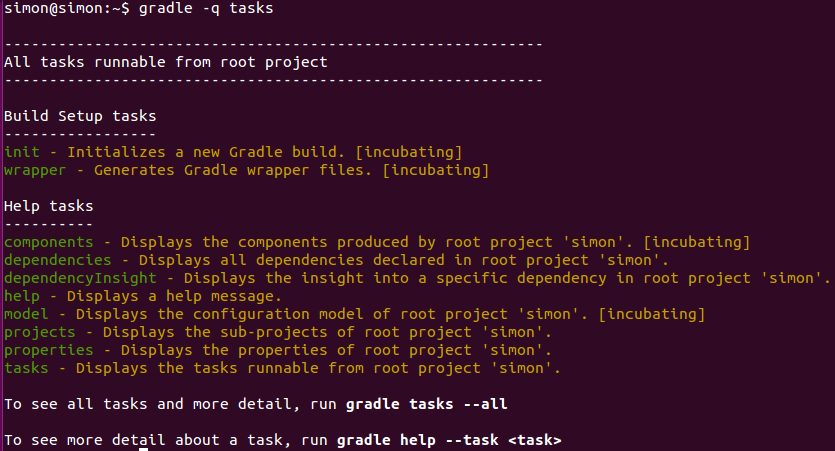 simon@simon:~$ gradle -q tasks
------------------------------------------------------------
All tasks runnable from root project
------------------------------------------------------------
Build Setup tasks
-----------------
init - Initializes a new Gradle build. [incubating]
wrapper - Generates Gradle wrapper files. [incubating]
Help tasks
----------
components - Displays the components produced by root project 'simon'. [incubating]
dependencies - Displays all dependencies declared in root project 'simon'.
dependencyInsight - Displays the insight into a specific dependency in root project 'simon'.
help - Displays a help message.
model - Displays the configuration model of root project 'simon'. [incubating]
projects - Displays the sub-projects of root project 'simon'.
properties - Displays the properties of root project 'simon'.
tasks - Displays the tasks runnable from root project 'simon'.
To see all tasks and more detail, run gradle tasks --all
To see more detail about a task, run gradle help --task <task>